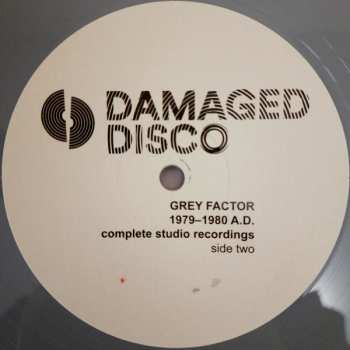 DAMAGED
DISCO
GREY FACTOR
1979–1980 A.D.
complete studio recordings
side two